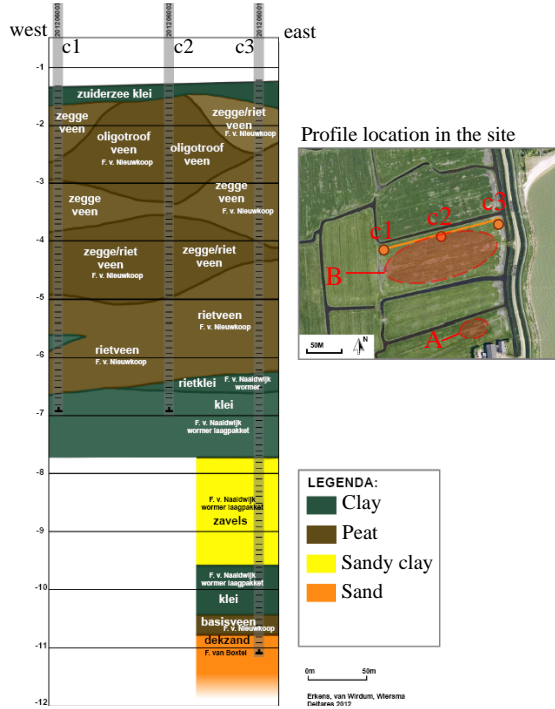 west
east
201206003
201206002
201206001
c1
c2
c3
-1
zuiderzee klei
zegge
veen
zegge/riet
veen
F. v. Nieuwkoop
-2
oligotroof
veen
F. v. Nieuwkoop
oligotroof
veen
-3
zegge
veen
F. v. Nieuwkoop
zegge
veen
-4
zegge/riet
veen
F. v. Nieuwkoop
zegge/riet
veen
-5
rietveen
F. v. Nieuwkoop
rietveen
F. v. Nieuwkoop
-6
rietklei
F. v. Naaldwijk
wormer
klei
-7
F. v. Naaldwijk
wormer laagpakket
-8
F. v. Naaldwijk
wormer laagpakket
zavels
-9
F. v. Naaldwijk
wormer laagpakket
-10
klei
basisveen
F. v. Nieuwkoop
-11
dekzand
F. van Boxtel
-12
Profile location in the site
c1
c2
c3
B
A
50M
N
LEGENDA:
Clay
Peat
Sandy clay
Sand
0m
50m
Erkens, van Wirdum, Wiersma
Deltares 2012